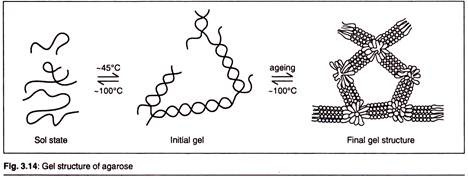 ~45°C
~100°C
ageing
~100°C
Sol state
Initial gel
Final gel structure
Fig. 3.14: Gel structure of agarose